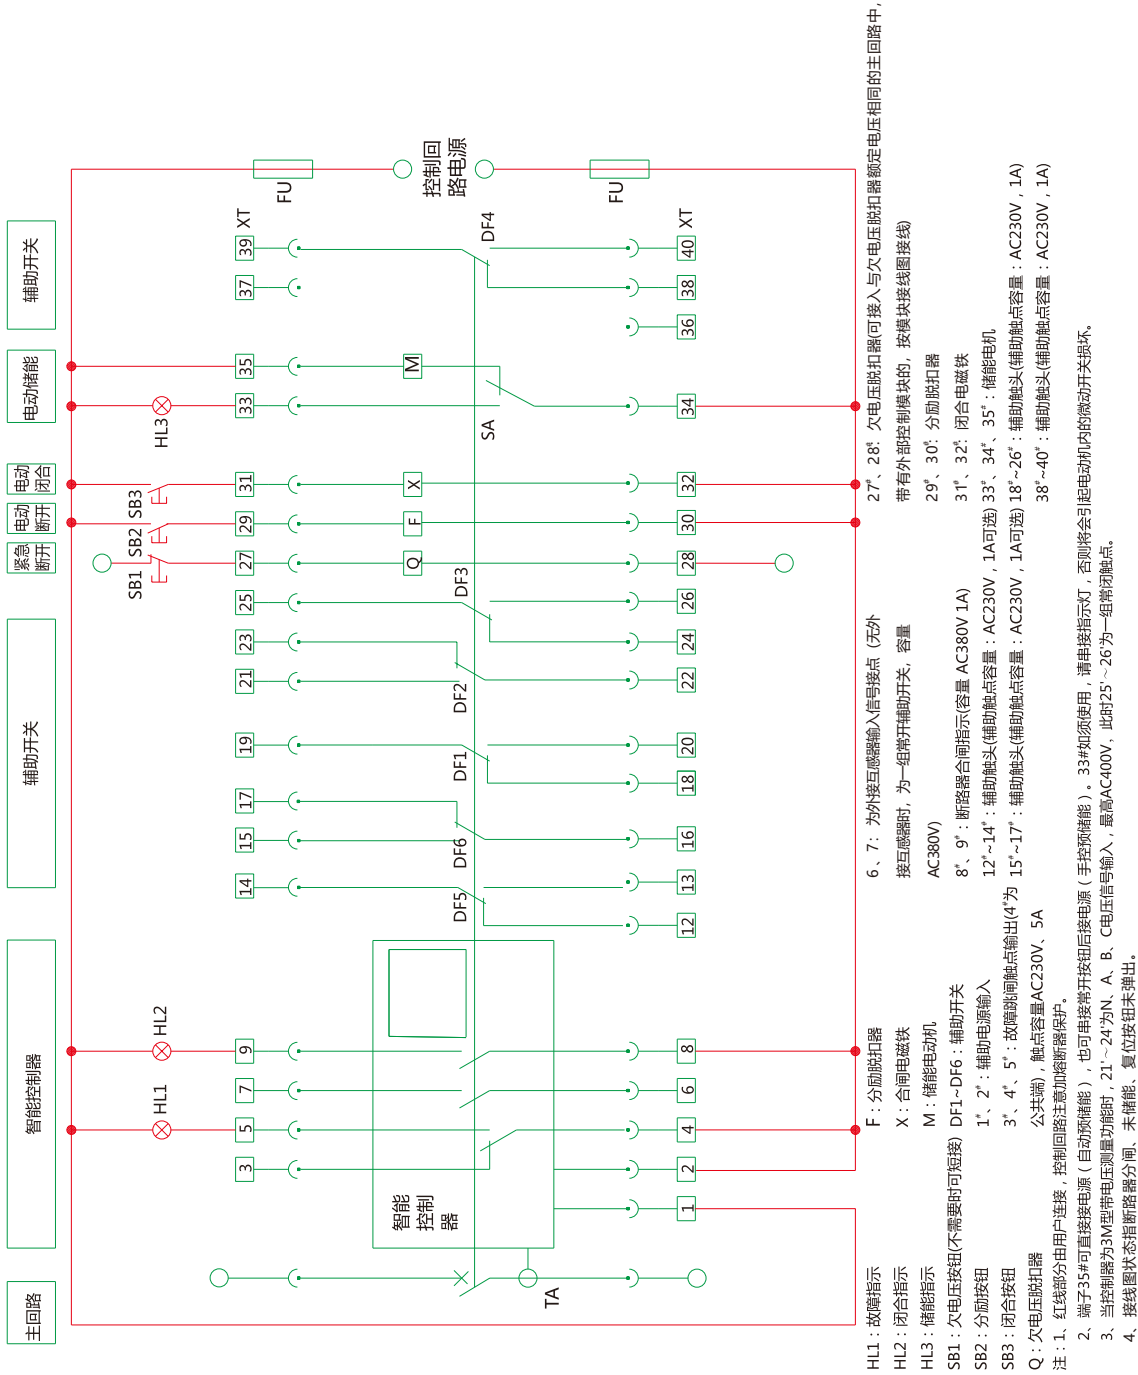 主回路
智能控制器
辅助开关
紧急
断开
电动
断开
电动
闭合
电动储能
辅助开关
HL1
HL2
SB1
SB2
SB3
HL3
3
5
7
9
14
15
17
19
21
23
25
27
29
31
33
35
37
39
XT
FU
智能
控制
器
Q
F
X
M
控制回
路电源
TA
DF5
DF6
DF1
DF2
DF3
SA
DF4
1
2
4
6
8
12
13
16
18
20
22
24
26
28
30
32
34
36
38
40
XT
FU
HL1：故障指示
HL2：闭合指示
HL3：储能指示
SB1：欠电压按钮(不需要时可短接)
SB2：分励按钮
SB3：闭合按钮
Q：欠电压脱扣器
F：分励脱扣器
X：合闸电磁铁
M：储能电动机
DF1~DF6：辅助开关
1#、2#：辅助电源输入
3#、4#、5#：故障跳闸触点输出(4#为
公共端)，触点容量AC230V、5A
6、7：为外接互感器输入信号接点（无外
接互感器时，为一组常开辅助开关，容量
AC380V）
8#、9#：断路器合闸指示(容量 AC380V 1A)
12#~14#：辅助触头(辅助触点容量：AC230V，1A可选)
15#~17#：辅助触头(辅助触点容量：AC230V，1A可选)
27#、28#：欠电压脱扣器(可接入与欠电压脱扣器额定电压相同的主回路中，
带有外部控制模块的，按模块接线图接线)
29#、30#：分励脱扣器
31#、32#：闭合电磁铁
33#、34#、35#：储能电机
18#~26#：辅助触头(辅助触点容量：AC230V，1A)
38#~40#：辅助触头(辅助触点容量：AC230V，1A)
注：1、红线部分由用户连接，控制回路注意加熔断器保护。
2、端子35#可直接接电源（自动预储能），也可串接常开按钮后接电源（手控预储能）。33#如须使用，请串接指示灯，否则将会引起电动机内的微动开关损坏。
3、当控制器为3M型带电压测量功能时，21'～24'为N、A、B、C电压信号输入，最高AC400V，此时25'～26'为一组常闭触点。
4、接线图状态指断路器分闸、未储能、复位按钮未弹出。